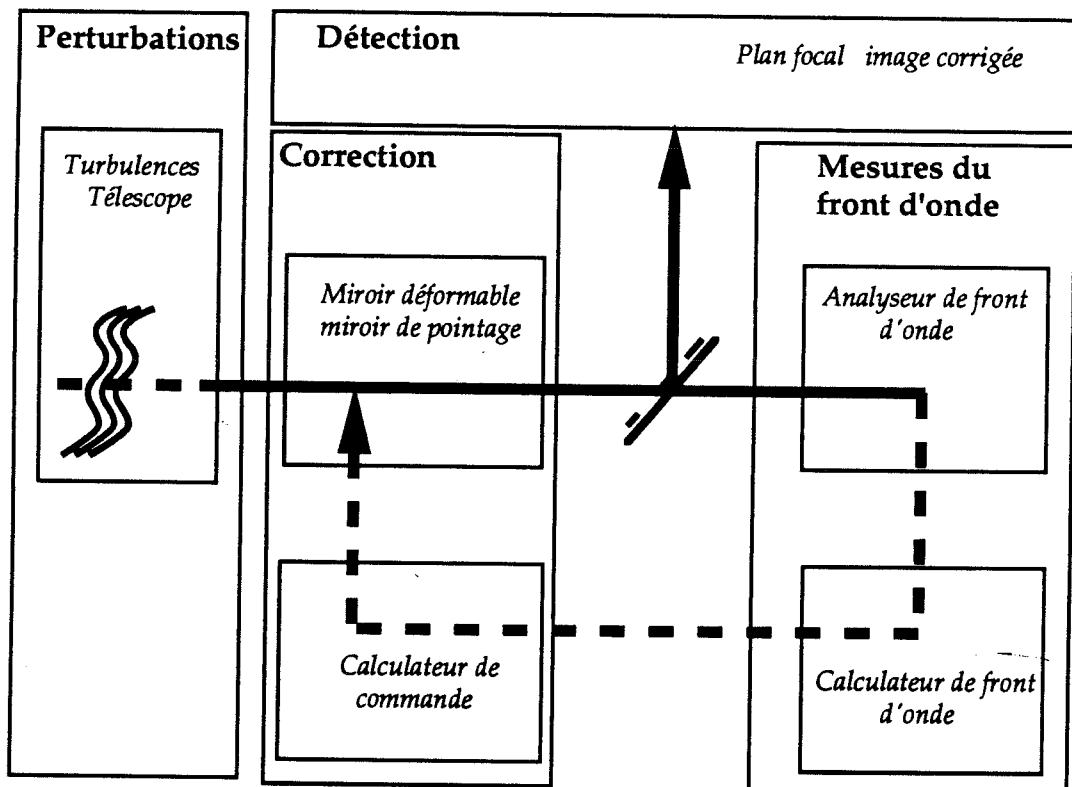 Perturbations
Détection
Plan focal image corrigée
Turbulences
Télescope
Correction
Mesures du
front d'onde
Miroir déformable
miroir de pointage
Analyseur de front
d'onde
Calculateur de
commande
Calculateur de front
d'onde